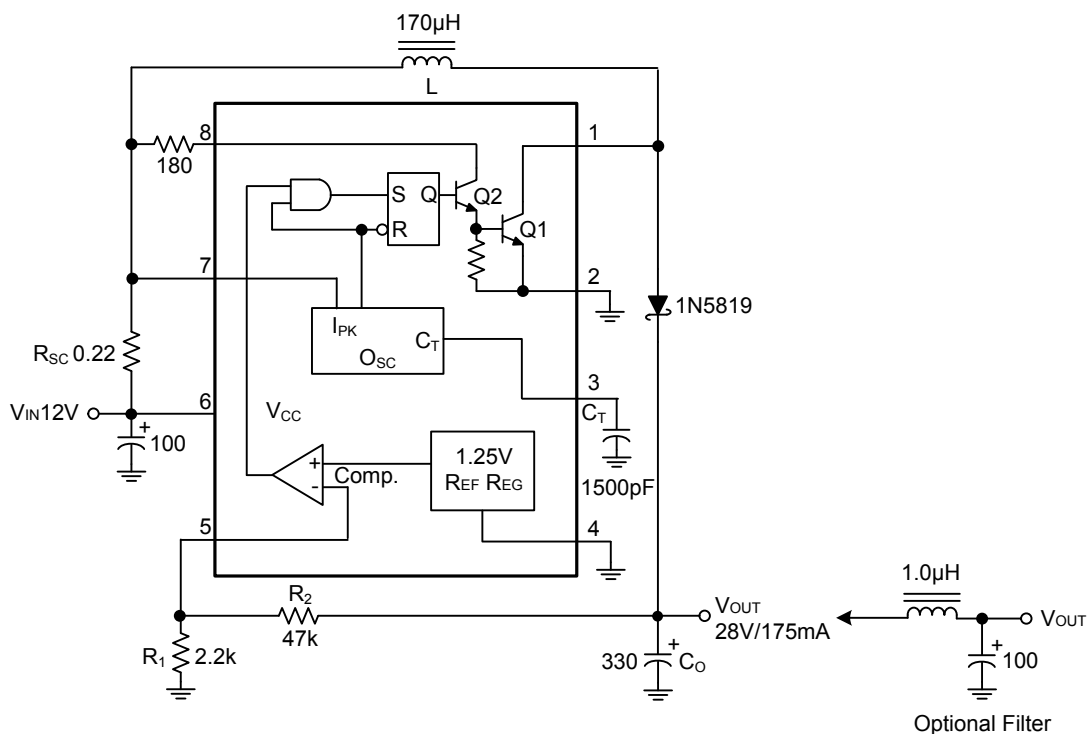 170µH
L
8
1
180
S
Q
Q2
R
Q1
7
2
1N5819
IPK
CT
OSC
RSC 0.22
3
VIN12V
6
VCC
CT
+
100
1.25V
REF REG
+
Comp.
-
1500pF
5
4
R2
47k
1.0µH
VOUT
28V/175mA
VOUT
R1
2.2k
330
+
CO
+
100
Optional Filter